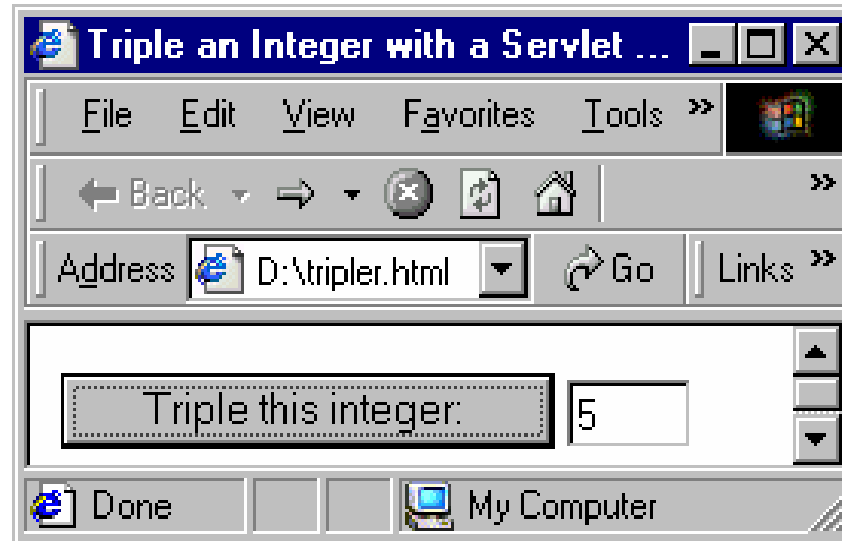 Triple an Integer with a Servlet ...
File Edit View Favorites Tools »
Back »
Address D:\tripler.html Go Links »
Triple this integer: 5
Done My Computer